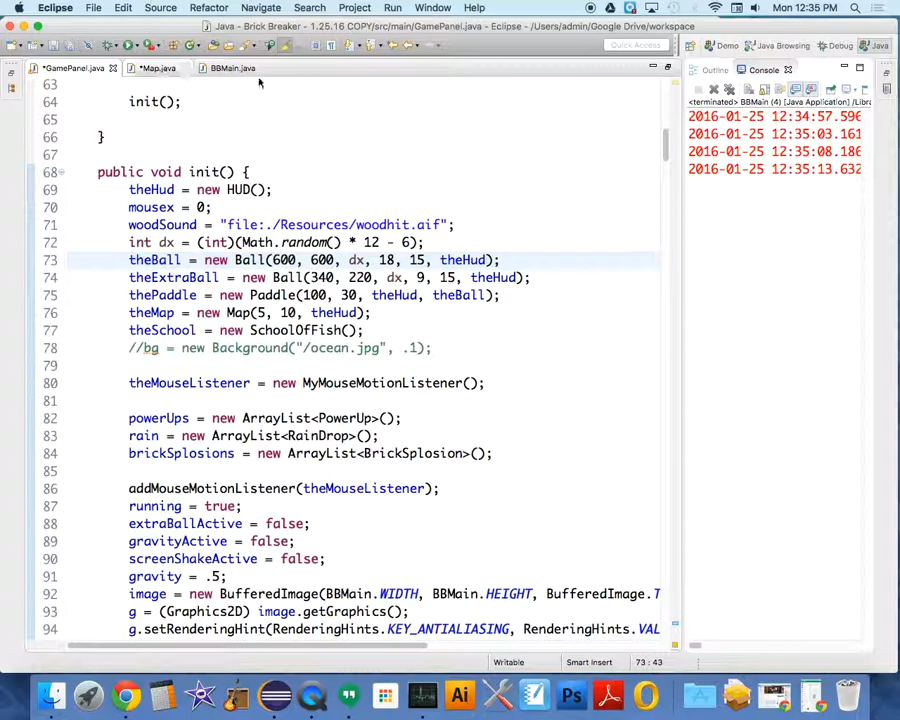 Eclipse File Edit Source Refactor Navigate Search Project Run Window Help Mon 12:35 PM
Java - Brick Breaker - 1.25.16 COPY/src/main/GamePanel.java - Eclipse - /Users/admin/Google Drive/workspace
Quick Access Demo Java Browsing Debug Java
*GamePanel.java *Map.java BBMain.java Outline Console
<terminated> BBMain (4) [Java Application] /Libra
63
64 init();
65
66 }
67
68 public void init() {
69 theHud = new HUD();
70 mousex = 0;
71 woodSound = "file:./Resources/woodhit.aif";
72 int dx = (int)(Math.random() * 12 - 6);
73 theBall = new Ball(600, 600, dx, 18, 15, theHud);
74 theExtraBall = new Ball(340, 220, dx, 9, 15, theHud);
75 thePaddle = new Paddle(100, 30, theHud, theBall);
76 theMap = new Map(5, 10, theHud);
77 theSchool = new SchoolOfFish();
78 //bg = new Background("/ocean.jpg", .1);
79
80 theMouseListener = new MyMouseMotionListener();
81
82 powerUps = new ArrayList<PowerUp>();
83 rain = new ArrayList<RainDrop>();
84 brickSplosions = new ArrayList<BrickSplosion>();
85
86 addMouseMotionListener(theMouseListener);
87 running = true;
88 extraBallActive = false;
89 gravityActive = false;
90 screenShakeActive = false;
91 gravity = .5;
92 image = new BufferedImage(BBMain.WIDTH, BBMain.HEIGHT, BufferedImage.T
93 g = (Graphics2D) image.getGraphics();
94 g.setRenderingHint(RenderingHints.KEY_ANTIALIASING, RenderingHints.VAL
2016-01-25 12:34:57.596
2016-01-25 12:35:03.161
2016-01-25 12:35:08.186
2016-01-25 12:35:13.632
Writable Smart Insert 73 : 43
Ai Ps